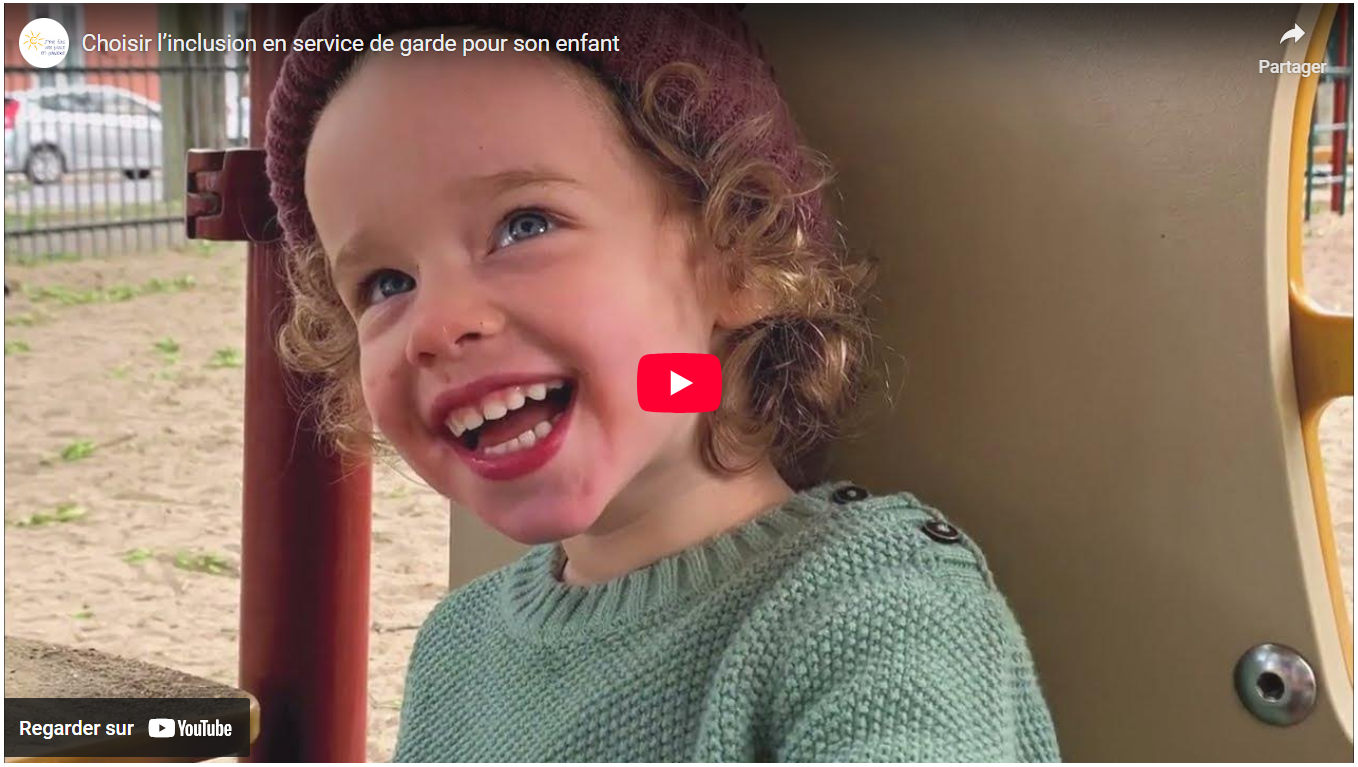 Choisir l’inclusion en service de garde pour son enfant
Partager
Regarder sur YouTube